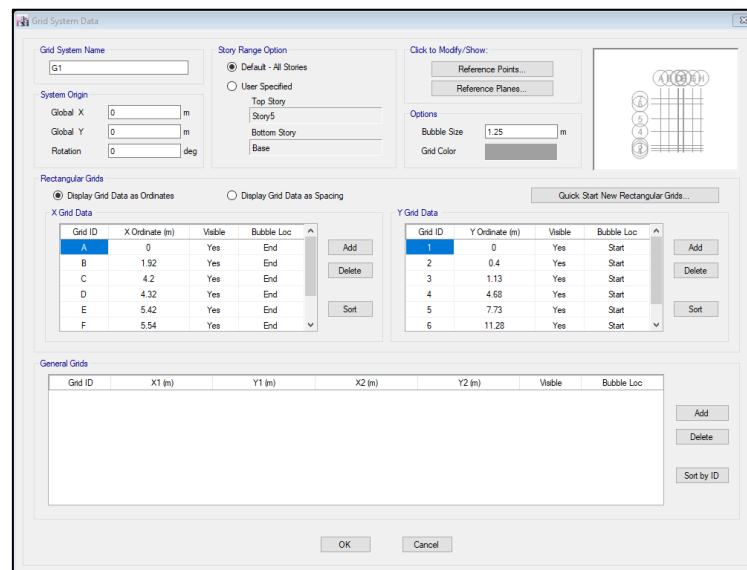 Grid System Data
Grid System Name
G1
System Origin
Global X 0 m
Global Y 0 m
Rotation 0 deg
Story Range Option
Default - All Stories
User Specified
Top Story
Story5
Bottom Story
Base
Click to Modify/Show:
Reference Points...
Reference Planes...
Options
Bubble Size 1.25 m
Grid Color
Rectangular Grids
Display Grid Data as Ordinates
Display Grid Data as Spacing
Quick Start New Rectangular Grids...
X Grid Data
Grid ID X Ordinate (m) Visible Bubble Loc
A 0 Yes End
B 1.92 Yes End
C 4.2 Yes End
D 4.32 Yes End
E 5.42 Yes End
F 5.54 Yes End
Add
Delete
Sort
Y Grid Data
Grid ID Y Ordinate (m) Visible Bubble Loc
1 0 Yes Start
2 0.4 Yes Start
3 1.13 Yes Start
4 4.68 Yes Start
5 7.73 Yes Start
6 11.28 Yes Start
Add
Delete
Sort
General Grids
Grid ID X1 (m) Y1 (m) X2 (m) Y2 (m) Visible Bubble Loc
Add
Delete
Sort by ID
OK Cancel